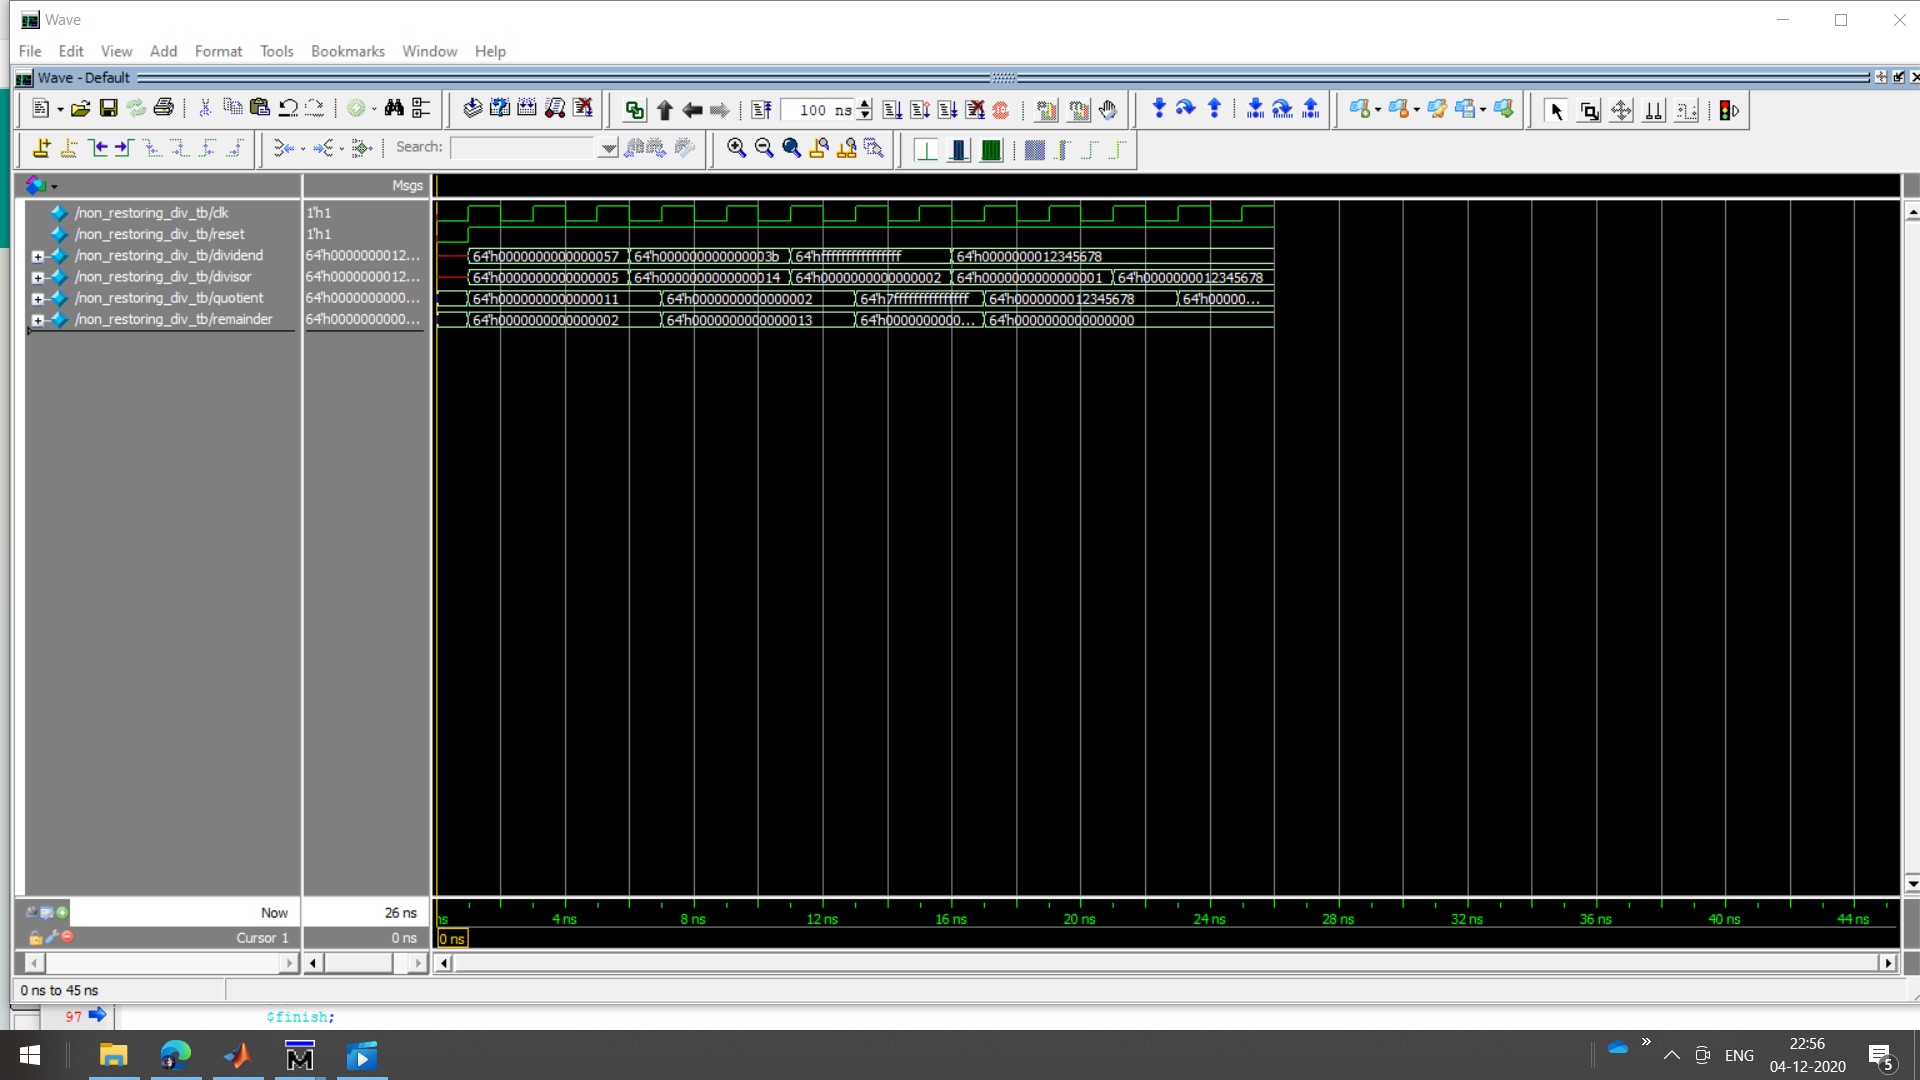 Wave
File Edit View Add Format Tools Bookmarks Window Help
Wave - Default
100 ns
Search:
Msgs
/non_restoring_div_tb/clk 1'h1
/non_restoring_div_tb/reset 1'h1
/non_restoring_div_tb/dividend 64'h0000000012... 64'h0000000000000057 64'h000000000000003b 64'hffffffffffffffff 64'h0000000012345678
/non_restoring_div_tb/divisor 64'h0000000012... 64'h0000000000000005 64'h0000000000000014 64'h0000000000000002 64'h0000000000000001 64'h0000000012345678
/non_restoring_div_tb/quotient 64'h0000000000... 64'h0000000000000011 64'h0000000000000002 64'h7fffffffffffffff 64'h0000000012345678 64'h00000...
/non_restoring_div_tb/remainder 64'h0000000000... 64'h0000000000000002 64'h0000000000000013 64'h0000000000... 64'h0000000000000000
Now 26 ns ns 4 ns 8 ns 12 ns 16 ns 20 ns 24 ns 28 ns 32 ns 36 ns 40 ns 44 ns
Cursor 1 0 ns 0 ns
0 ns to 45 ns
97 $finish;
ENG 22:56
04-12-2020 5